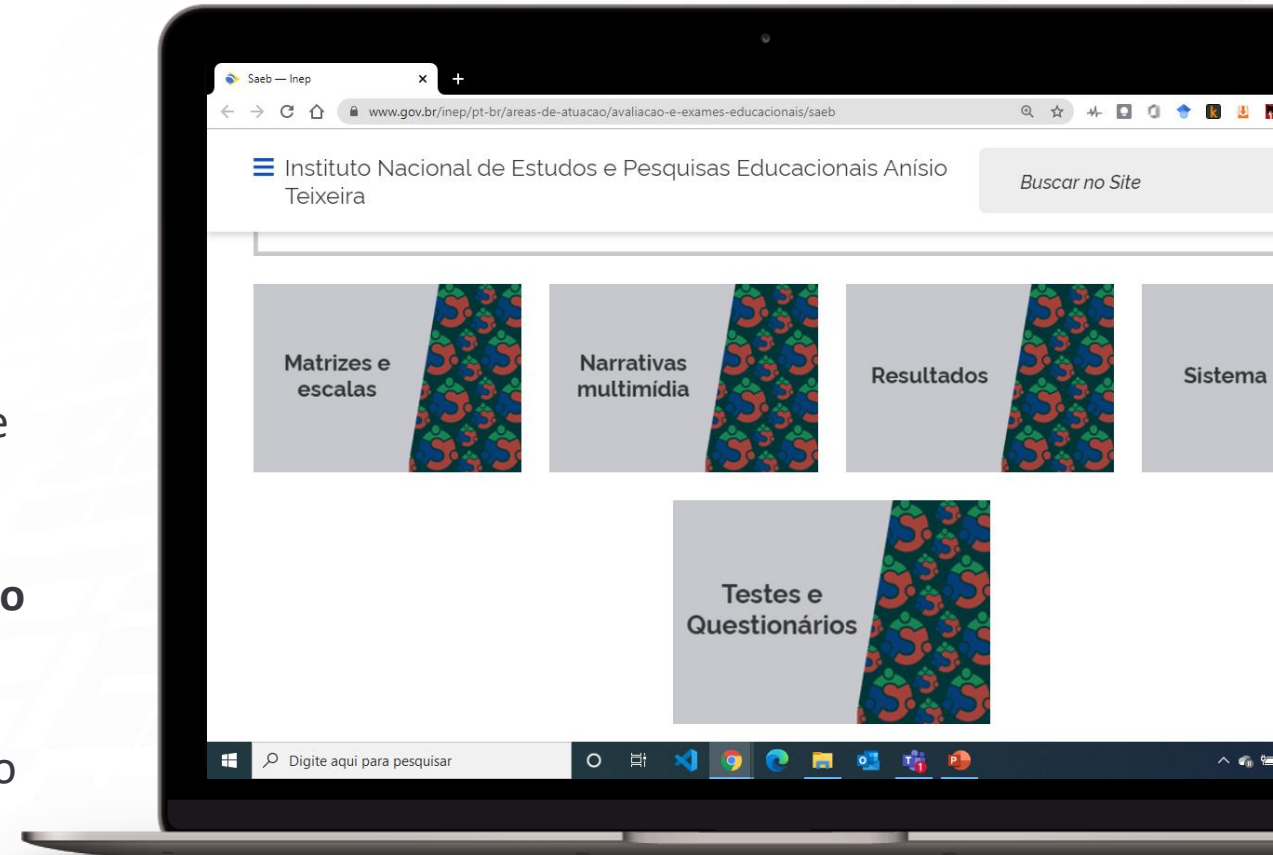 Saeb — Inep
www.gov.br/inep/pt-br/areas-de-atuacao/avaliacao-e-exames-educacionais/saeb
Instituto Nacional de Estudos e Pesquisas Educacionais Anísio
Teixeira
Buscar no Site
Matrizes e
escalas
Narrativas
multimídia
Resultados
Sistema
e
o
o
Testes e
Questionários
Digite aqui para pesquisar